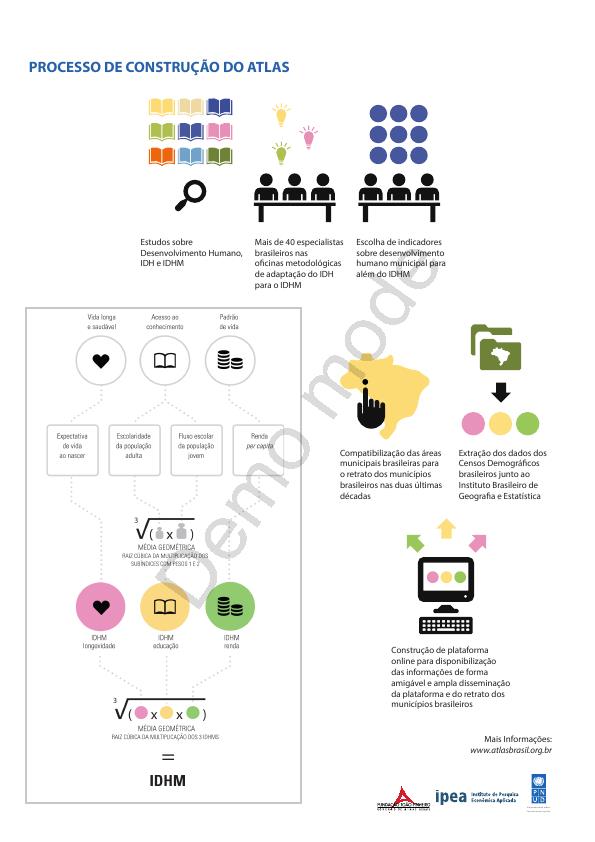 PROCESSO DE CONSTRUÇÃO DO ATLAS
Estudos sobre
Desenvolvimento Humano,
IDH e IDHM
Mais de 40 especialistas
brasileiros nas
oficinas metodológicas
de adaptação do IDH
para o IDHM
Escolha de indicadores
sobre desenvolvimento
humano municipal para
além do IDHM
Vida longa
e saudável
Acesso ao
conhecimento
Padrão
de vida
Expectativa
de vida
ao nascer
Escolaridade
da população
adulta
Fluxo escolar
da população
jovem
Renda
per capita
3√( x )
MÉDIA GEOMÉTRICA
RAIZ CÚBICA DA MULTIPLICAÇÃO DOS
SUBÍNDICES COM PESOS 1 E 2
IDHM
longevidade
IDHM
educação
IDHM
renda
3√( x x )
MÉDIA GEOMÉTRICA
RAIZ CÚBICA DA MULTIPLICAÇÃO DOS 3 IDHMS
=
IDHM
Compatibilização das áreas
municipais brasileiras para
o retrato dos municípios
brasileiros nas duas últimas
décadas
Extração dos dados dos
Censos Demográficos
brasileiros junto ao
Instituto Brasileiro de
Geografia e Estatística
Construção de plataforma
online para disponibilização
das informações de forma
amigável e ampla disseminação
da plataforma e do retrato dos
municípios brasileiros
Mais Informações:
www.atlasbrasil.org.br
FUNDAÇÃO JOÃO PINHEIRO
ipea Instituto de Pesquisa
Econômica Aplicada
P N
U D
Demo mode